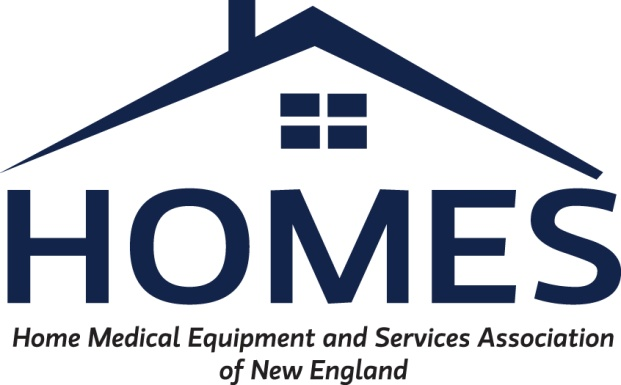 HOMES
Home Medical Equipment and Services Association
of New England